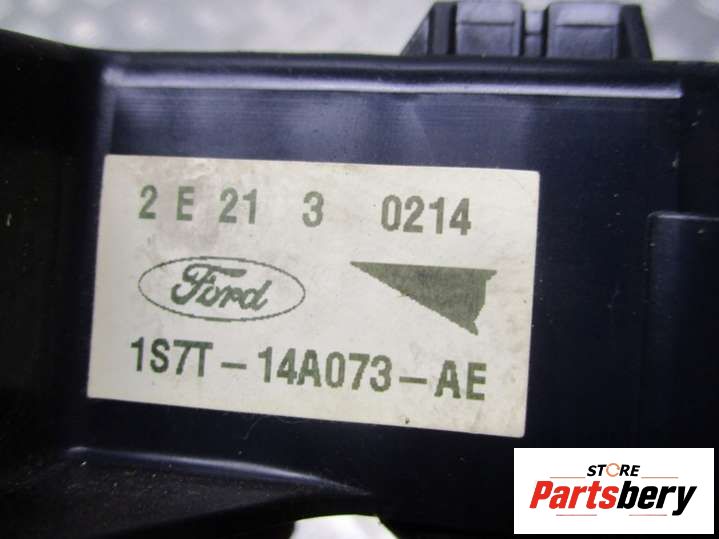 2 E 21 3 0214
Ford
1S7T-14A073-AE
STORE
Partsbery